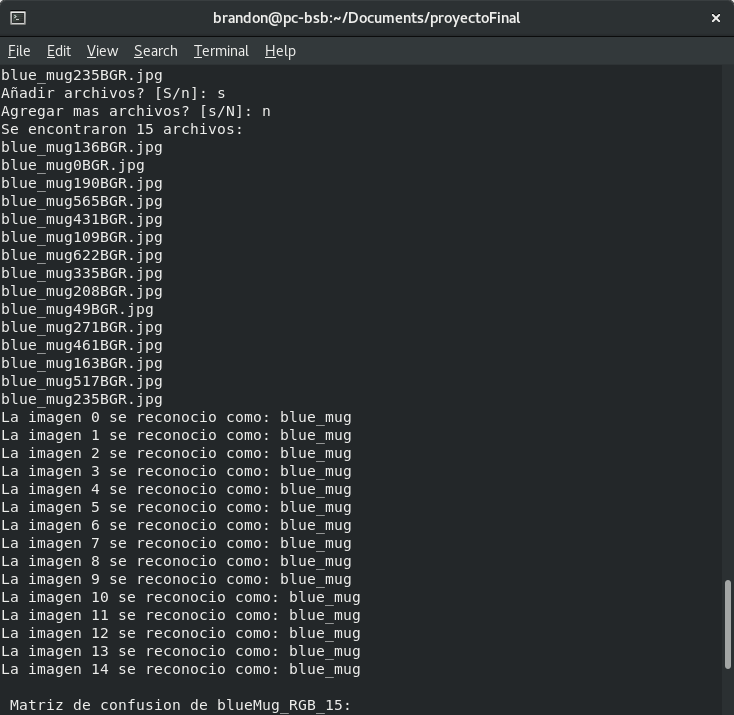 brandon@pc-bsb:~/Documents/proyectoFinal
File Edit View Search Terminal Help
blue_mug235BGR.jpg
Añadir archivos? [S/n]: s
Agregar mas archivos? [s/N]: n
Se encontraron 15 archivos:
blue_mug136BGR.jpg
blue_mug0BGR.jpg
blue_mug190BGR.jpg
blue_mug565BGR.jpg
blue_mug431BGR.jpg
blue_mug109BGR.jpg
blue_mug622BGR.jpg
blue_mug335BGR.jpg
blue_mug208BGR.jpg
blue_mug49BGR.jpg
blue_mug271BGR.jpg
blue_mug461BGR.jpg
blue_mug163BGR.jpg
blue_mug517BGR.jpg
blue_mug235BGR.jpg
La imagen 0 se reconocio como: blue_mug
La imagen 1 se reconocio como: blue_mug
La imagen 2 se reconocio como: blue_mug
La imagen 3 se reconocio como: blue_mug
La imagen 4 se reconocio como: blue_mug
La imagen 5 se reconocio como: blue_mug
La imagen 6 se reconocio como: blue_mug
La imagen 7 se reconocio como: blue_mug
La imagen 8 se reconocio como: blue_mug
La imagen 9 se reconocio como: blue_mug
La imagen 10 se reconocio como: blue_mug
La imagen 11 se reconocio como: blue_mug
La imagen 12 se reconocio como: blue_mug
La imagen 13 se reconocio como: blue_mug
La imagen 14 se reconocio como: blue_mug
Matriz de confusion de blueMug_RGB_15: